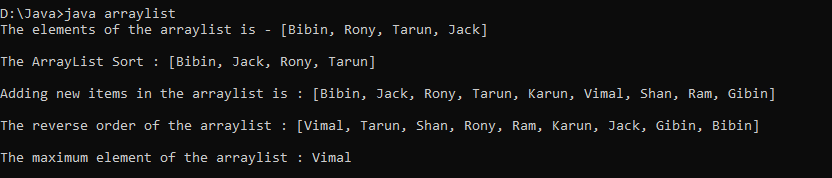 D:\Java>java arraylist
The elements of the arraylist is - [Bibin, Rony, Tarun, Jack]
The ArrayList Sort : [Bibin, Jack, Rony, Tarun]
Adding new items in the arraylist is : [Bibin, Jack, Rony, Tarun, Karun, Vimal, Shan, Ram, Gibin]
The reverse order of the arraylist : [Vimal, Tarun, Shan, Rony, Ram, Karun, Jack, Gibin, Bibin]
The maximum element of the arraylist : Vimal